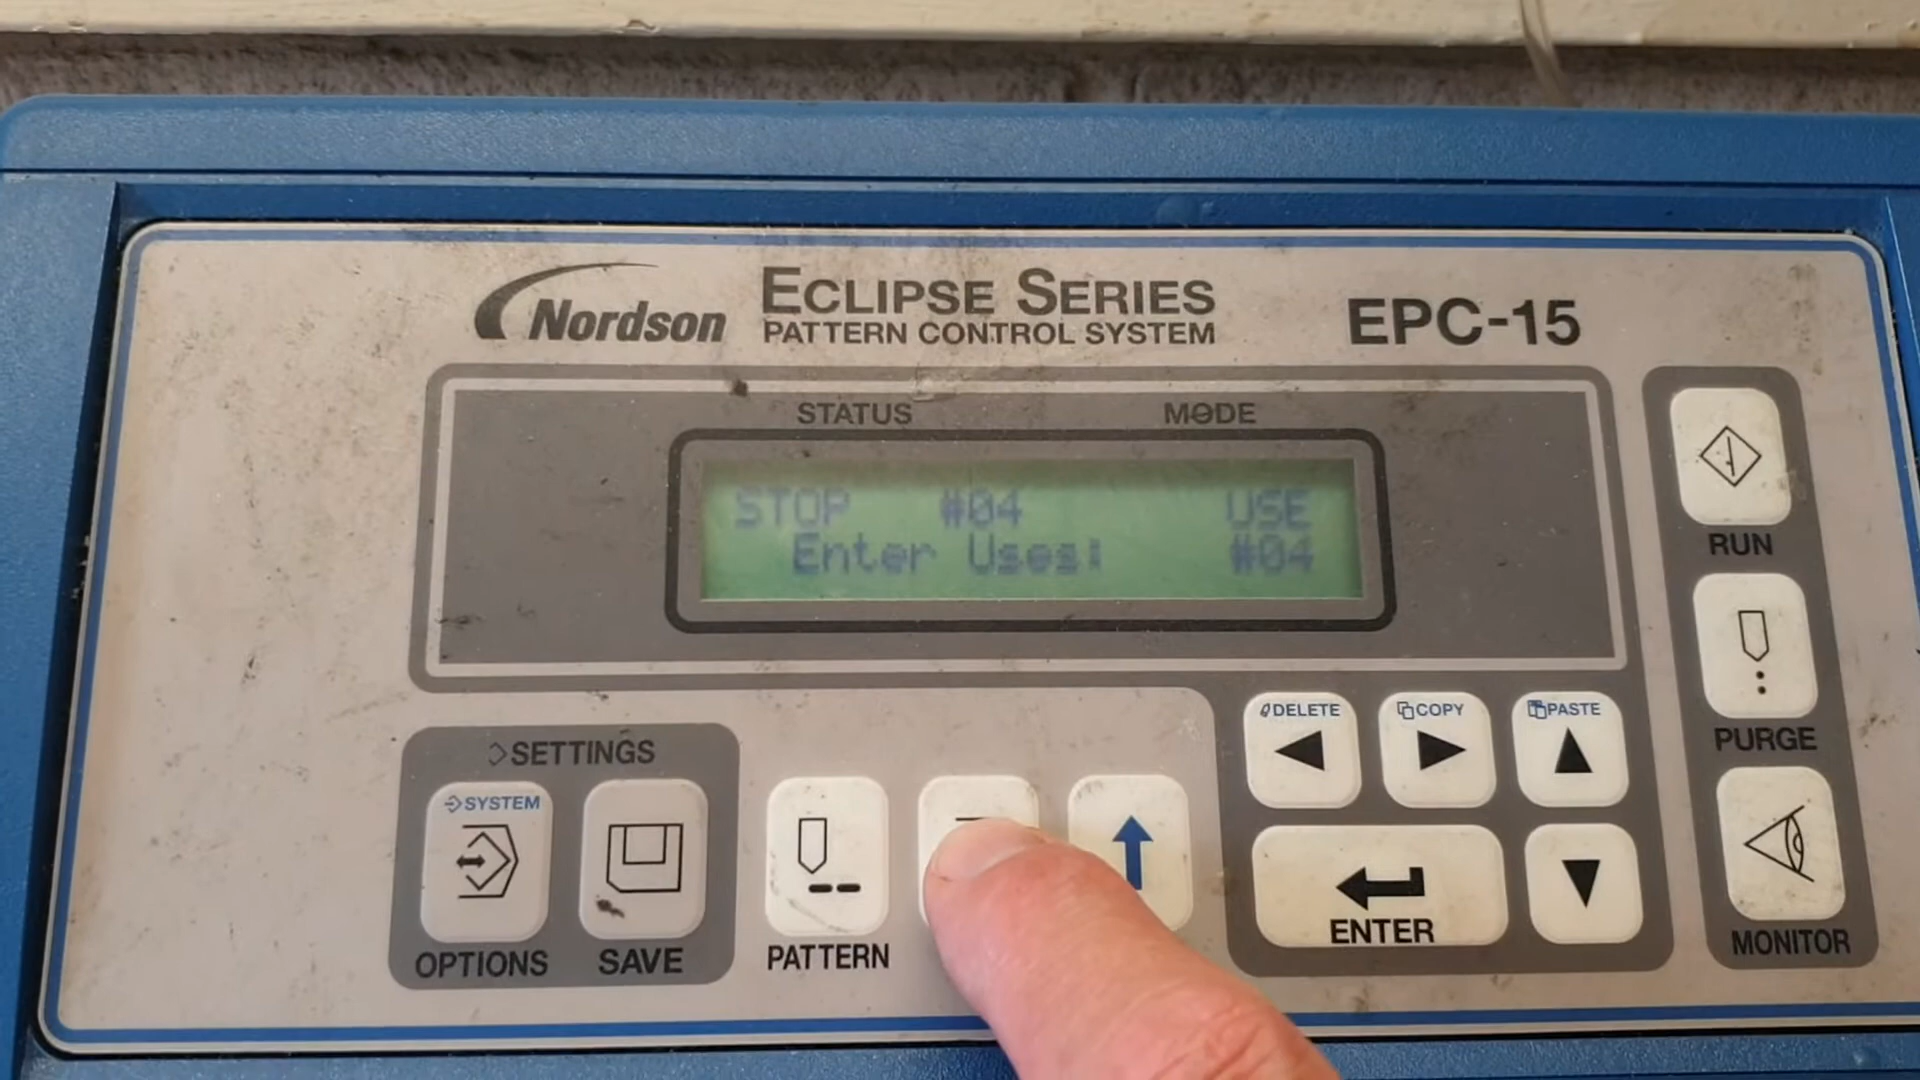 Nordson
ECLIPSE SERIES
PATTERN CONTROL SYSTEM
EPC-15
STATUS MODE
STOP #04 USE
Enter Uses: #04
RUN
PURGE
MONITOR
SETTINGS
SYSTEM
OPTIONS
SAVE
PATTERN
DELETE
COPY
PASTE
ENTER